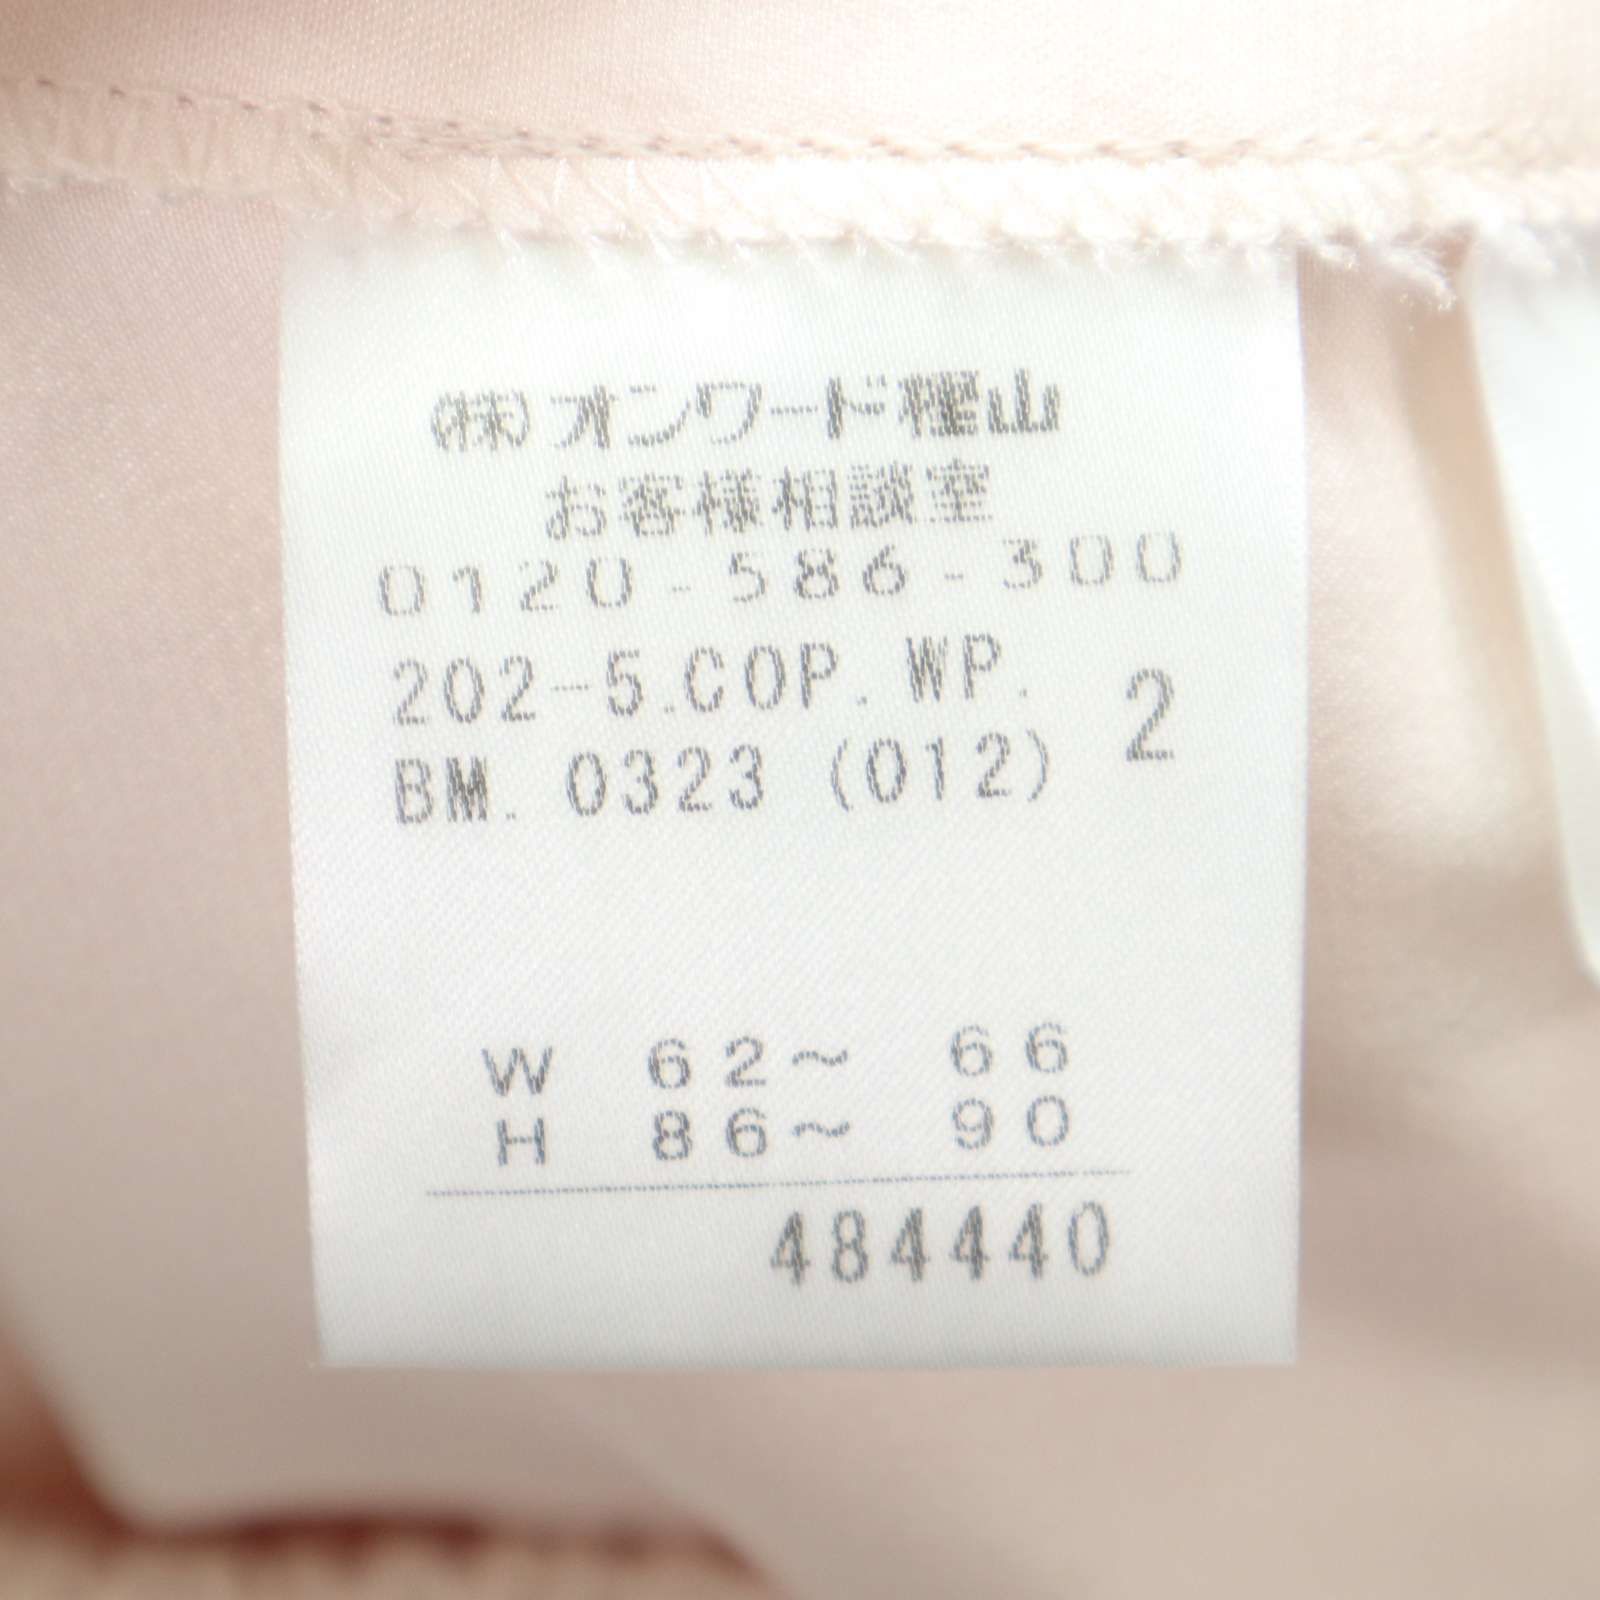 (株)オンワード樫山
お客様相談室
0120-586-300
202-5.COP.WP. 2
BM. 0323 (012)
W 62～ 66
H 86～ 90
484440